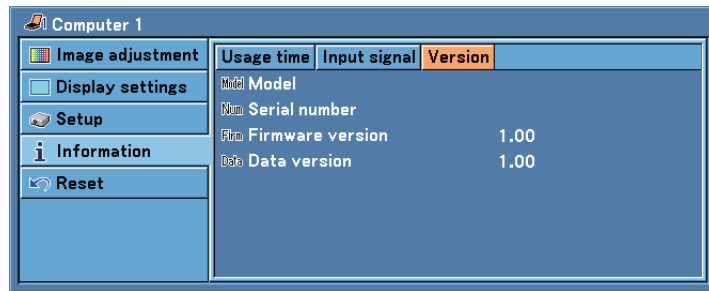 Computer 1
Image adjustment
Display settings
Setup
Information
Reset
Usage time Input signal Version
Model Model
Num Serial number
Firm Firmware version 1.00
Data Data version 1.00